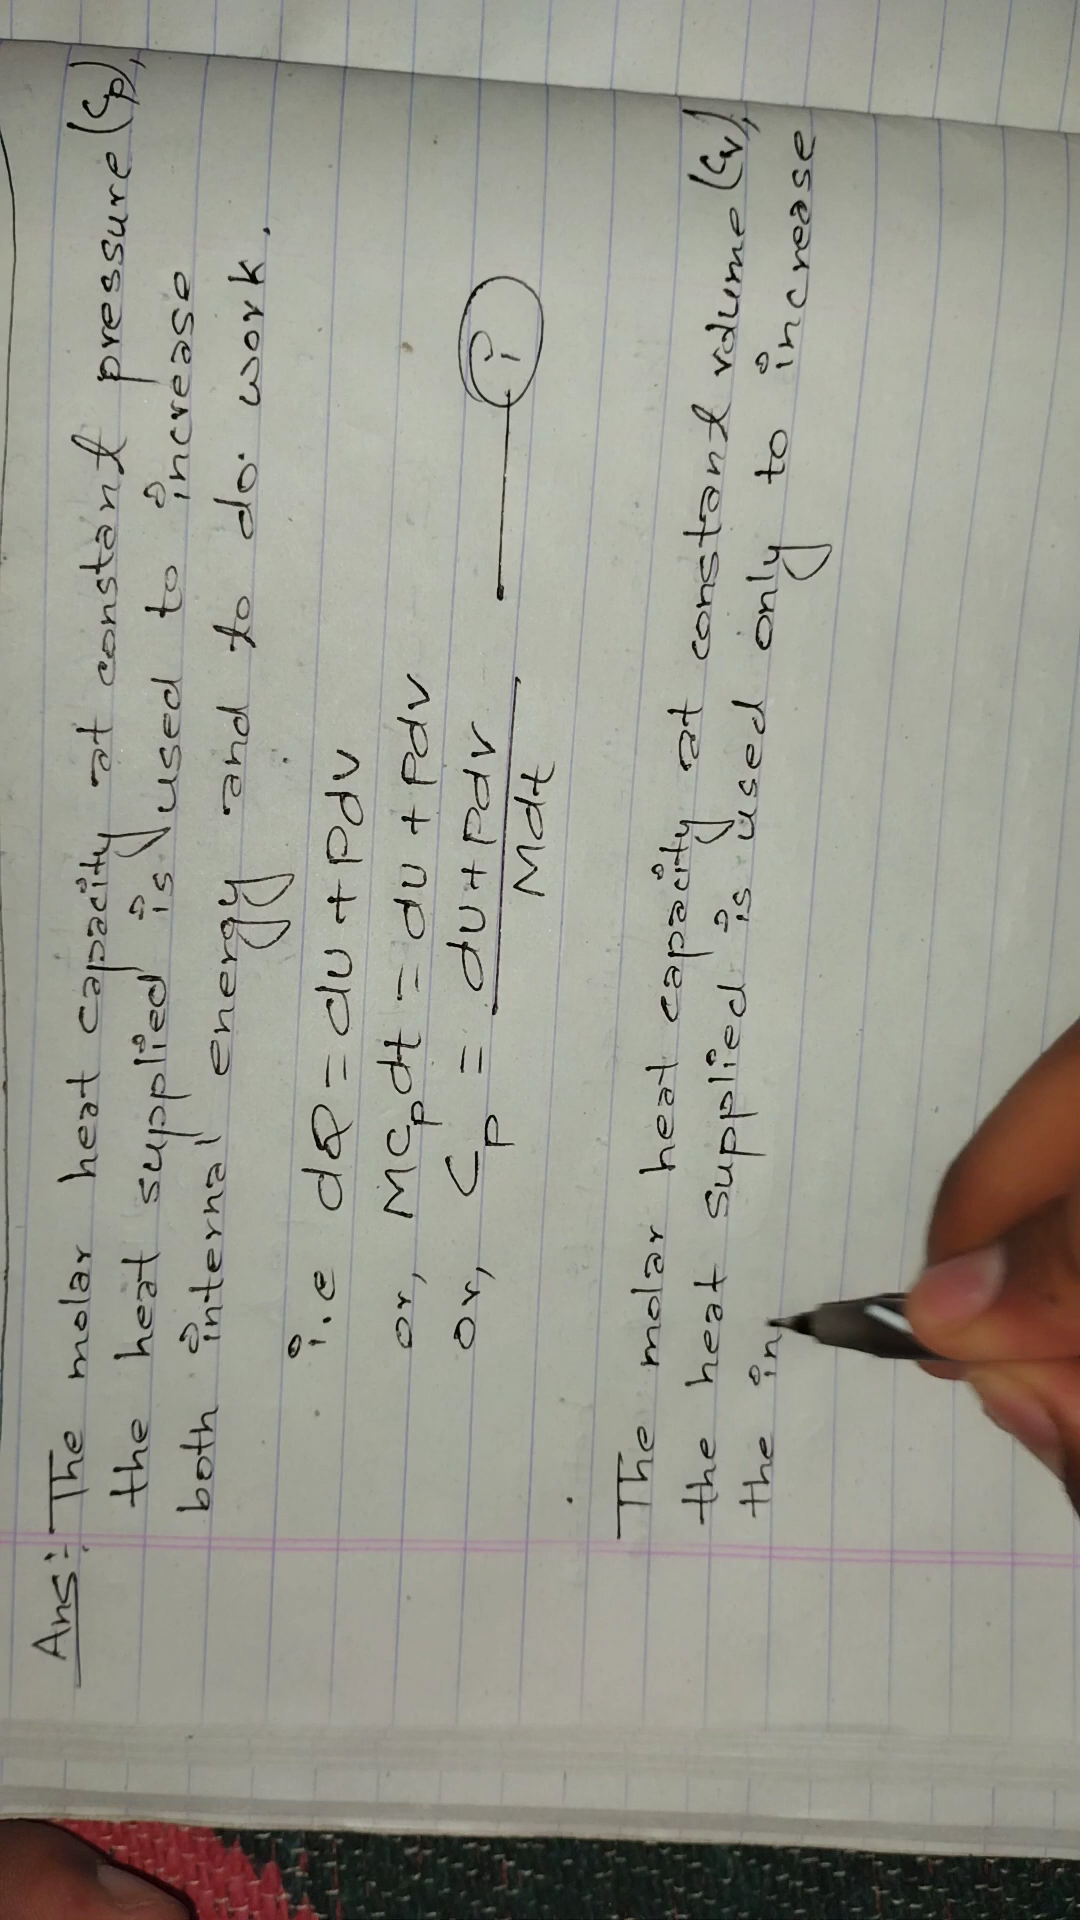 Ans:- The molar heat capacity at constant pressure (Cp),
the heat supplied is used to increase
both internal energy and to do work.
i.e dQ = dU + PdV
or, MCpdt = dU + PdV
or, Cp = dU + PdV / Mdt —— i
The molar heat capacity at constant volume (Cv),
the heat supplied is used only to increase
the in